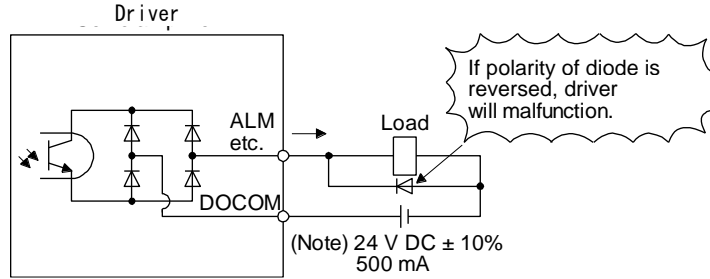 Driver
If polarity of diode is
reversed, driver
will malfunction.
ALM
etc.
Load
DOCOM
(Note) 24 V DC ± 10%
500 mA